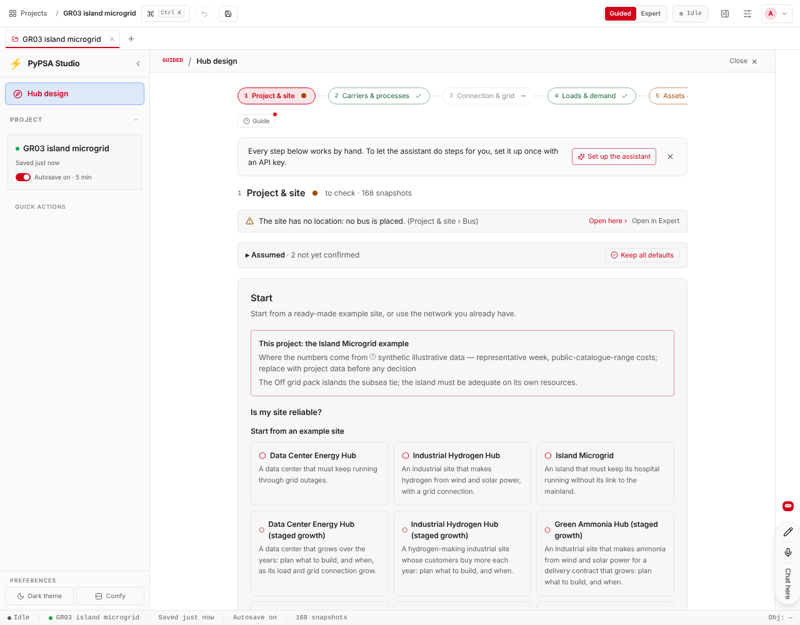 Projects / GR03 island microgrid ⌘ Ctrl K Guided Expert Idle A
GR03 island microgrid × +
PyPSA Studio
GUIDED / Hub design Close ×
Hub design
1 Project & site 2 Carriers & processes ✓ 3 Connection & grid – 4 Loads & demand ✓ 5 Assets
PROJECT
Guide
GR03 island microgrid
Saved just now
Autosave on · 5 min
QUICK ACTIONS
Every step below works by hand. To let the assistant do steps for you, set it up once with
an API key.
Set up the assistant
1 Project & site to check · 168 snapshots
The site has no location: no bus is placed. (Project & site › Bus) Open here › Open in Expert
▸ Assumed · 2 not yet confirmed Keep all defaults
Start
Start from a ready-made example site, or use the network you already have.
This project: the Island Microgrid example
Where the numbers come from ? synthetic illustrative data — representative week, public-catalogue-range costs;
replace with project data before any decision
The Off grid pack islands the subsea tie; the island must be adequate on its own resources.
Is my site reliable?
Start from an example site
Data Center Energy Hub
A data center that must keep running
through grid outages.
Industrial Hydrogen Hub
An industrial site that makes
hydrogen from wind and solar power,
with a grid connection.
Island Microgrid
An island that must keep its hospital
running without its link to the
mainland.
Data Center Energy Hub
(staged growth)
A data center that grows over the
years: plan what to build, and when,
as its load and grid connection grow.
Industrial Hydrogen Hub
(staged growth)
A hydrogen-making industrial site
whose customers buy more each
year: plan what to build, and when.
Green Ammonia Hub (staged
growth)
An industrial site that makes ammonia
from wind and solar power for a
delivery contract that grows: plan
what to build, and when.
Chat here
PREFERENCES
Dark theme Comfy
Idle GR03 island microgrid Saved just now Autosave on 168 snapshots Obj: —